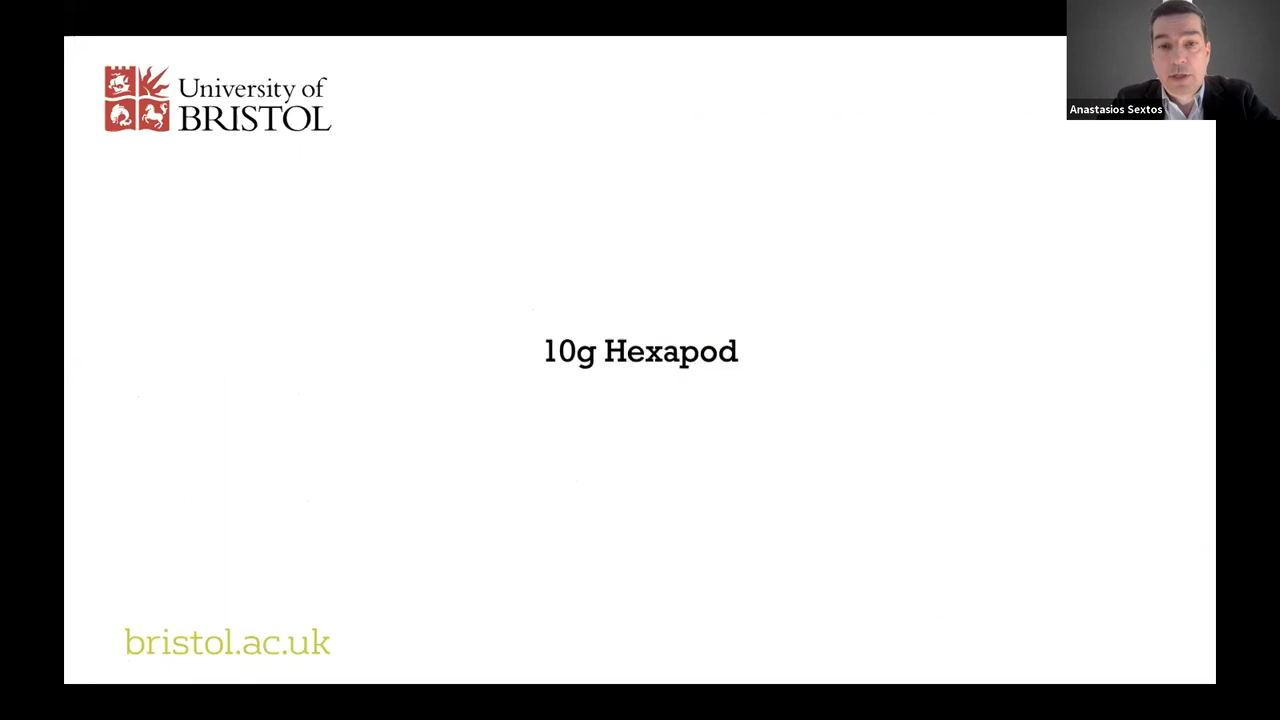 University of
BRISTOL
Anastasios Sextos
10g Hexapod
bristol.ac.uk